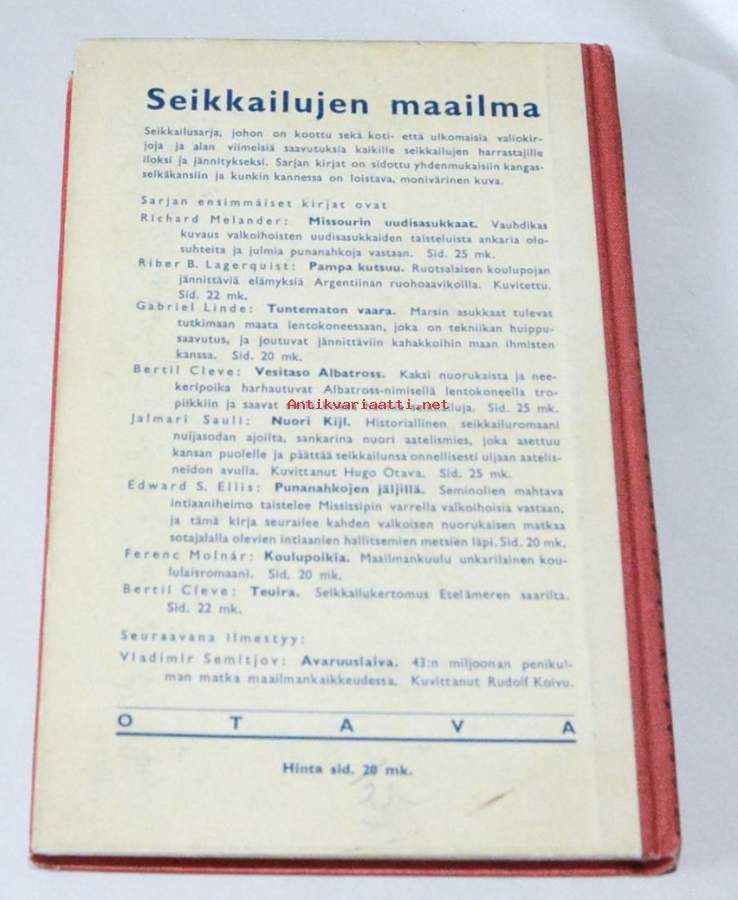 Seikkailujen maailma
Seikkailusarja, johon on koottu sekä koti- että ulkomaisia valiokir-
joja ja alan viimeisiä saavutuksia kaikille seikkailujen harrastajille
iloksi ja jännitykseksi. Sarjan kirjat on sidottu yhdenmukaisiin kangas-
selkäkansiin ja kunkin kannessa on loistava, monivärinen kuva.
Sarjan ensimmäiset kirjat ovat
Richard Melander: Missourin uudisasukkaat. Vauhdikas
kuvaus valkoihoisten uudisasukkaiden taisteluista ankaria olo-
suhteita ja julmia punanahkoja vastaan. Sid. 25 mk.
Riber B. Lagerquist: Pampa kutsuu. Ruotsalaisen koulupojan
jännittäviä elämyksiä Argentiinan ruohoaavikoilla. Kuvitettu.
Sid. 22 mk.
Gabriel Linde: Tuntematon vaara. Marsin asukkaat tulevat
tutkimaan maata lentokoneessaan, joka on tekniikan huippu-
saavutus, ja joutuvat jännittäviin kahakkoihin maan ihmisten
kanssa. Sid. 20 mk.
Bertil Cleve: Vesitaso Albatross. Kaksi nuorukaista ja nee-
keripoika harhautuvat Albatross-nimisellä lentokoneella tro-
piikkiin ja saavat Antikvariaatti.net Sid. 25 mk.
Jalmari Sauli: Nuori Kijl. Historiallinen seikkailuromaani
nuijasodan ajoilta, sankarina nuori aatelismies, joka asettuu
kansan puolelle ja päättää seikkailunsa onnellisesti uljaan aatelis-
neidon avulla. Kuvittanut Hugo Otava. Sid. 25 mk.
Edward S. Ellis: Punanahkojen jäljillä. Seminolien mahtava
intiaaniheimo taistelee Mississipin varrella valkoihoisia vastaan,
ja tämä kirja seurailee kahden valkoisen nuorukaisen matkaa
sotajalalla olevien intiaanien hallitsemien metsien läpi. Sid. 20 mk.
Ferenc Molnár: Koulupoikia. Maailmankuulu unkarilainen kou-
lulaisromaani. Sid. 20 mk.
Bertil Cleve: Teuira. Seikkailukertomus Etelämeren saarilta.
Sid. 22 mk.
Seuraavana ilmestyy:
Vladimir Semitjov: Avaruuslaiva. 43:n miljoonan penikul-
man matka maailmankaikkeudessa. Kuvittanut Rudolf Koivu.
OTAVA
Hinta sid. 20 mk.